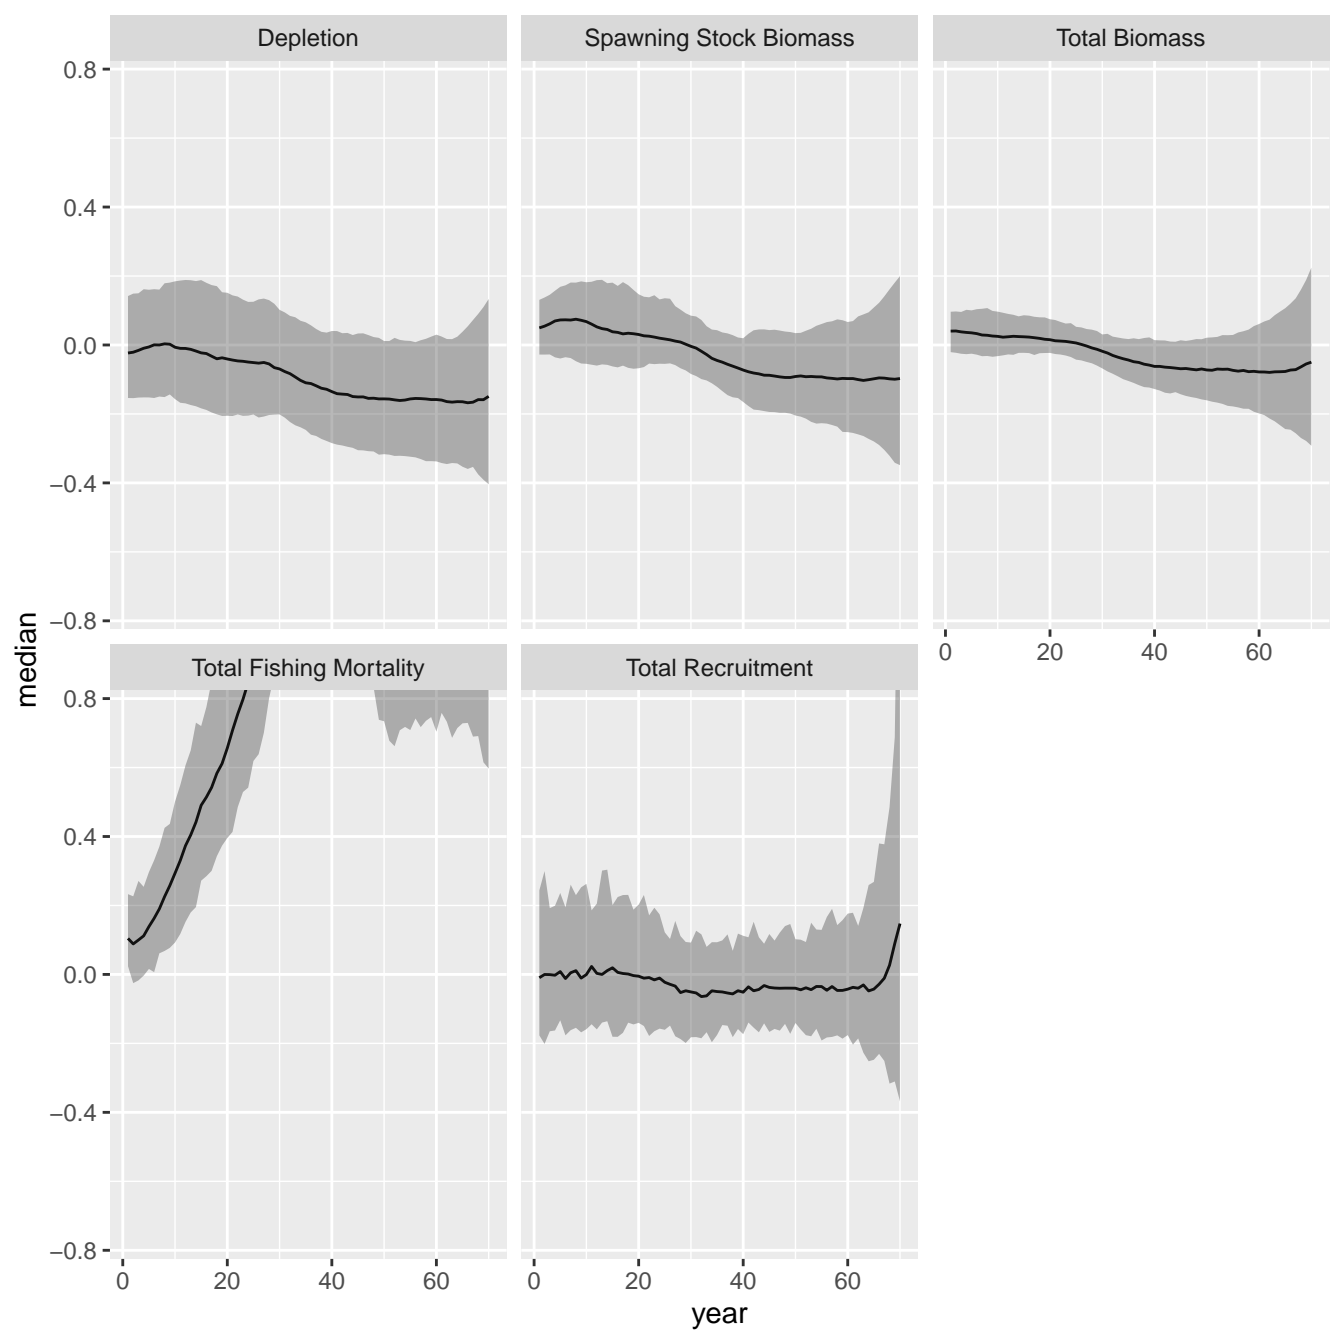 Depletion
Spawning Stock Biomass
Total Biomass
0.8
0.4
0.0
−0.4
−0.8
0 20 40 60
median
Total Fishing Mortality
Total Recruitment
0.8
0.4
0.0
−0.4
−0.8
0 20 40 60
0 20 40 60
year